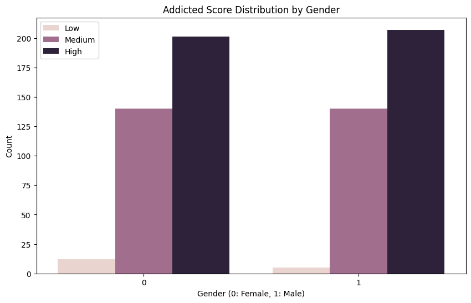 Addicted Score Distribution by Gender
Low
Medium
High
200
175
150
125
100
75
50
25
0
Count
0
1
Gender (0: Female, 1: Male)